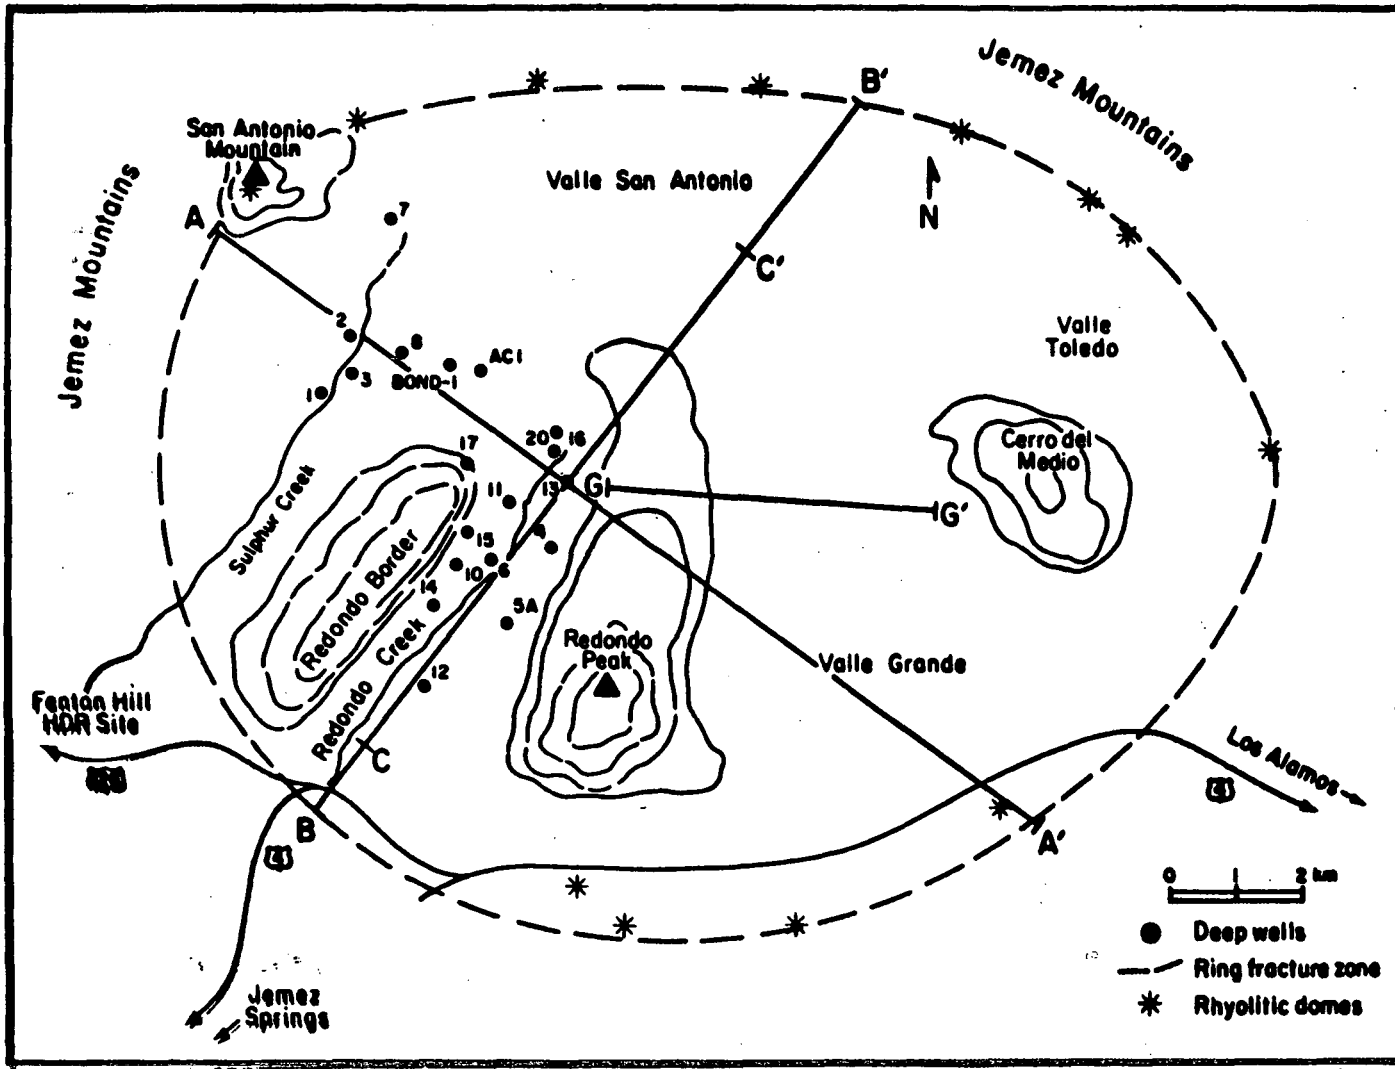 Jemez Mountains
B'
San Antonio
Mountain
Valle San Antonio
N
A
7
Jemez Mountains
C'
2
8
AC1
BOND-1
3
1
Valle
Toledo
20
16
17
Cerro del
Medio
13
G
G'
11
Sulphur Creek
15
10
6
14
5A
Redondo Border
Redondo
Peak
Redondo Creek
12
Valle Grande
Fenton Hill
HDR Site
C
Los Alamos
4
B
A'
4
0 1 2 km
Deep wells
Ring fracture zone
Rhyolitic domes
Jemez
Springs